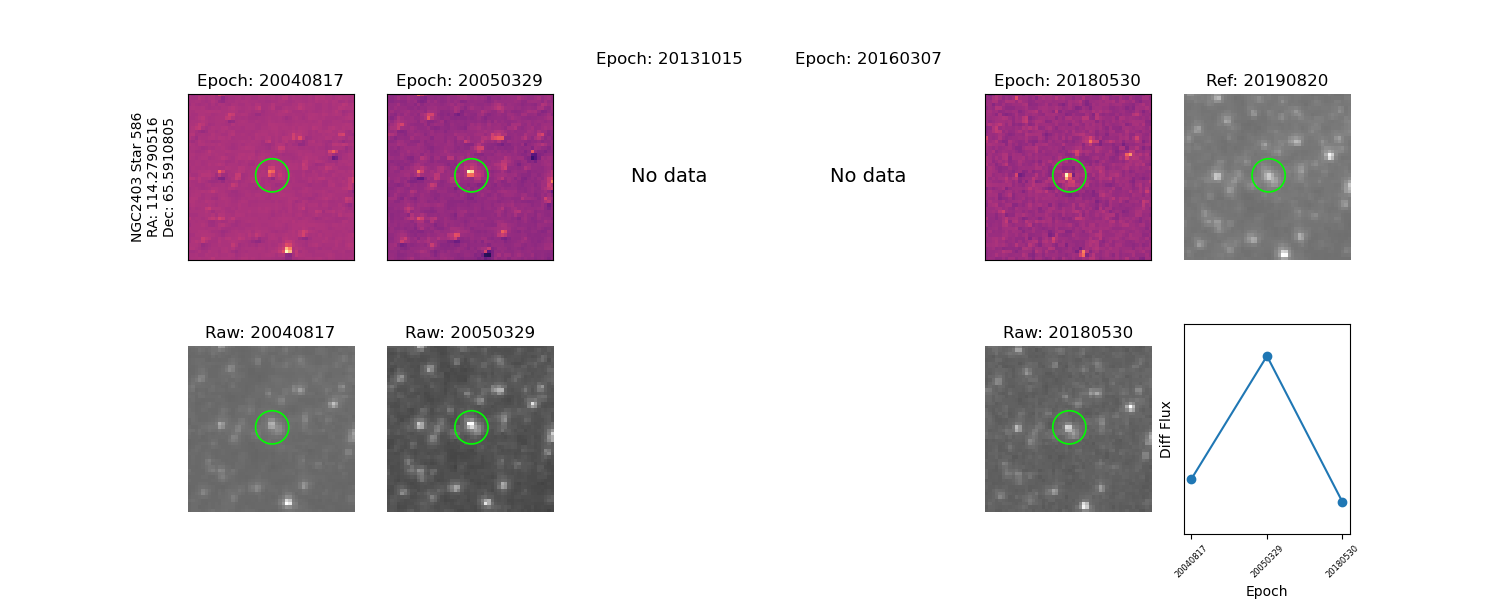 NGC2403 Star 586
RA: 114.2790516
Dec: 65.5910805
Epoch: 20040817
Epoch: 20050329
Epoch: 20131015
No data
Epoch: 20160307
No data
Epoch: 20180530
Ref: 20190820
Raw: 20040817
Raw: 20050329
Raw: 20180530
Diff Flux
20040817
20050329
20180530
Epoch